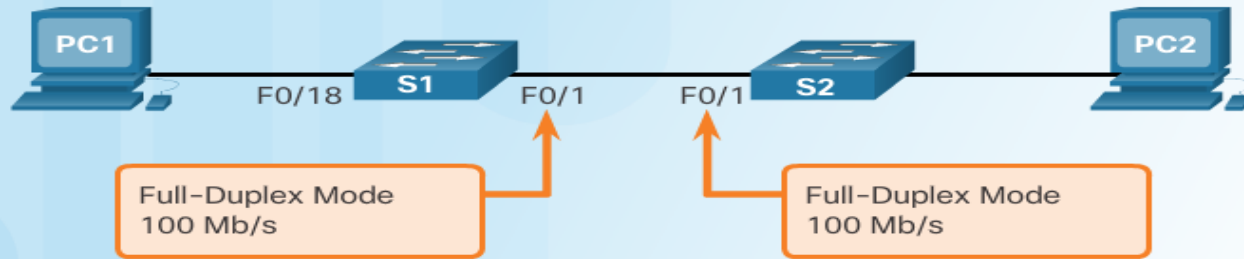 PC1
PC2
S1
S2
F0/18
F0/1
F0/1
Full-Duplex Mode
100 Mb/s
Full-Duplex Mode
100 Mb/s